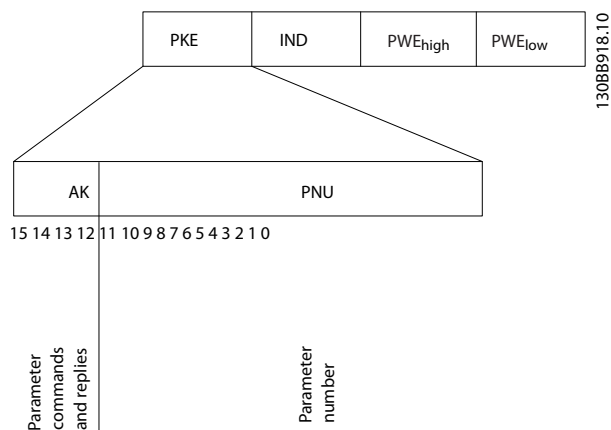 PKE IND PWEhigh PWElow
130BB918.10
AK PNU
15 14 13 12 11 10 9 8 7 6 5 4 3 2 1 0
Parameter
commands
and replies
Parameter
number